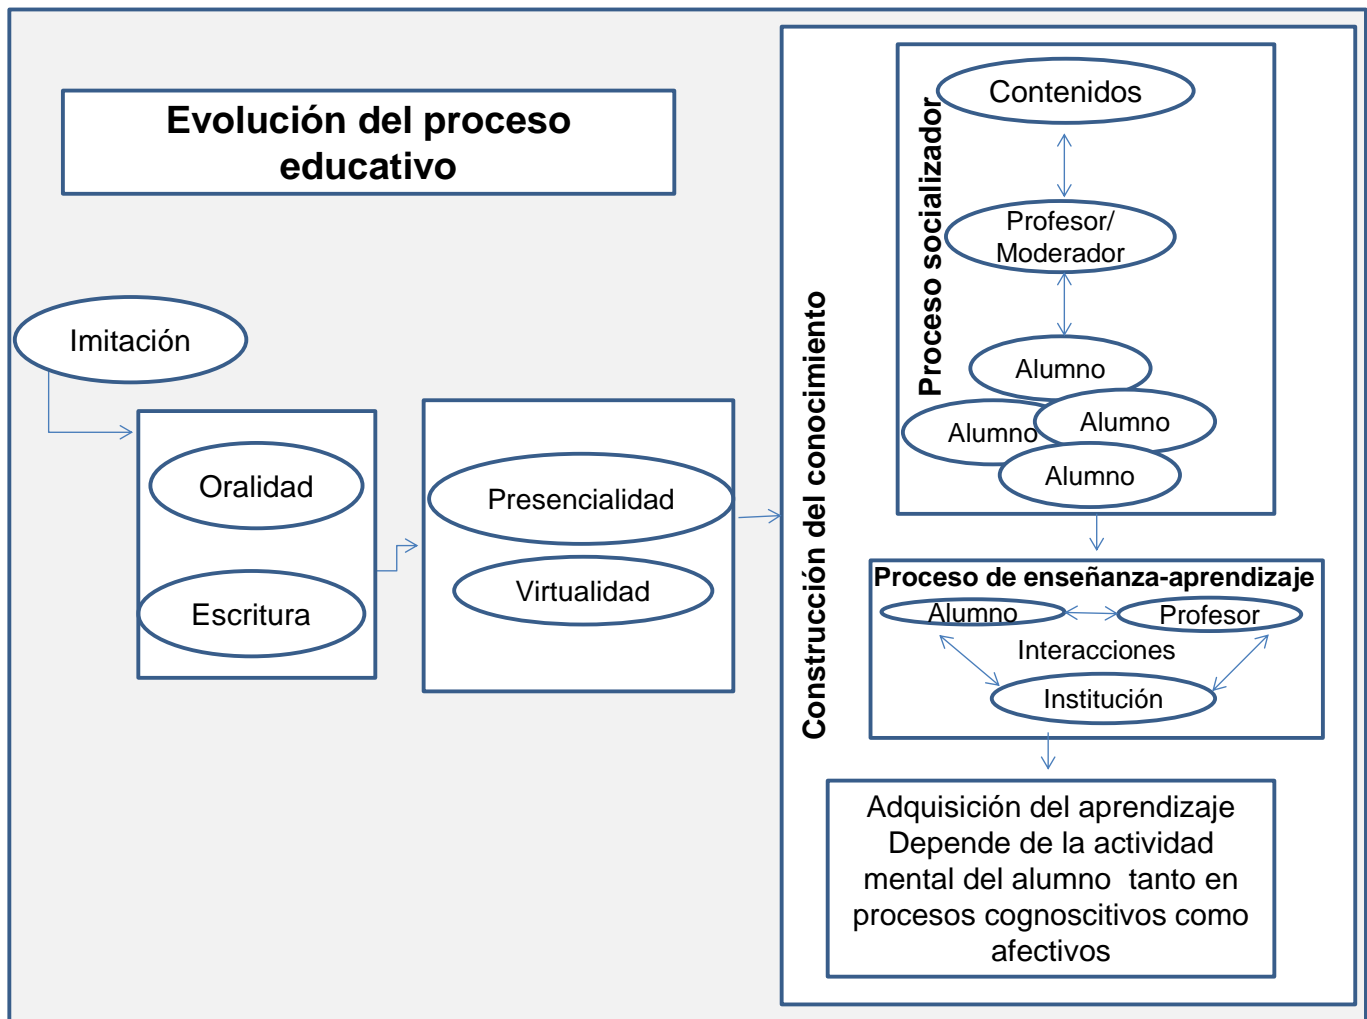 Evolución del proceso
educativo
Imitación
Oralidad
Escritura
Presencialidad
Virtualidad
Construcción del conocimiento
Proceso socializador
Contenidos
Profesor/
Moderador
Alumno
Alumno
Alumno
Alumno
Proceso de enseñanza-aprendizaje
Alumno
Profesor
Interacciones
Institución
Adquisición del aprendizaje
Depende de la actividad
mental del alumno tanto en
procesos cognoscitivos como
afectivos